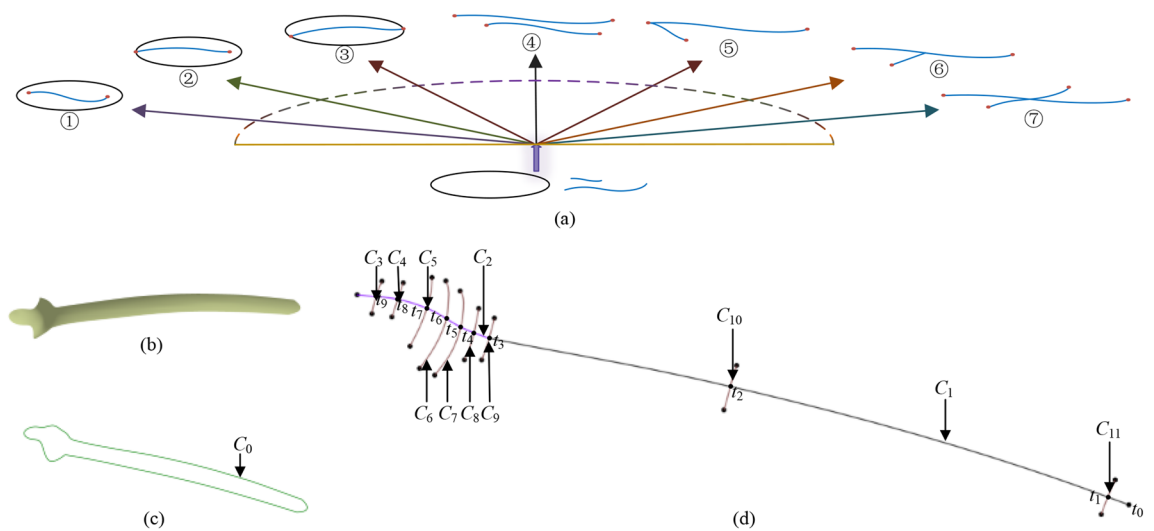 ① ② ③ ④ ⑤ ⑥ ⑦
(a)
C₃ C₄ C₅ C₂
t₉ t₈ t₇ t₆ t₅ t₄ t₃
C₁₀
t₂
C₁
C₁₁
t₁ t₀
C₆ C₇ C₈ C₉
(b)
C₀
(c)
(d)